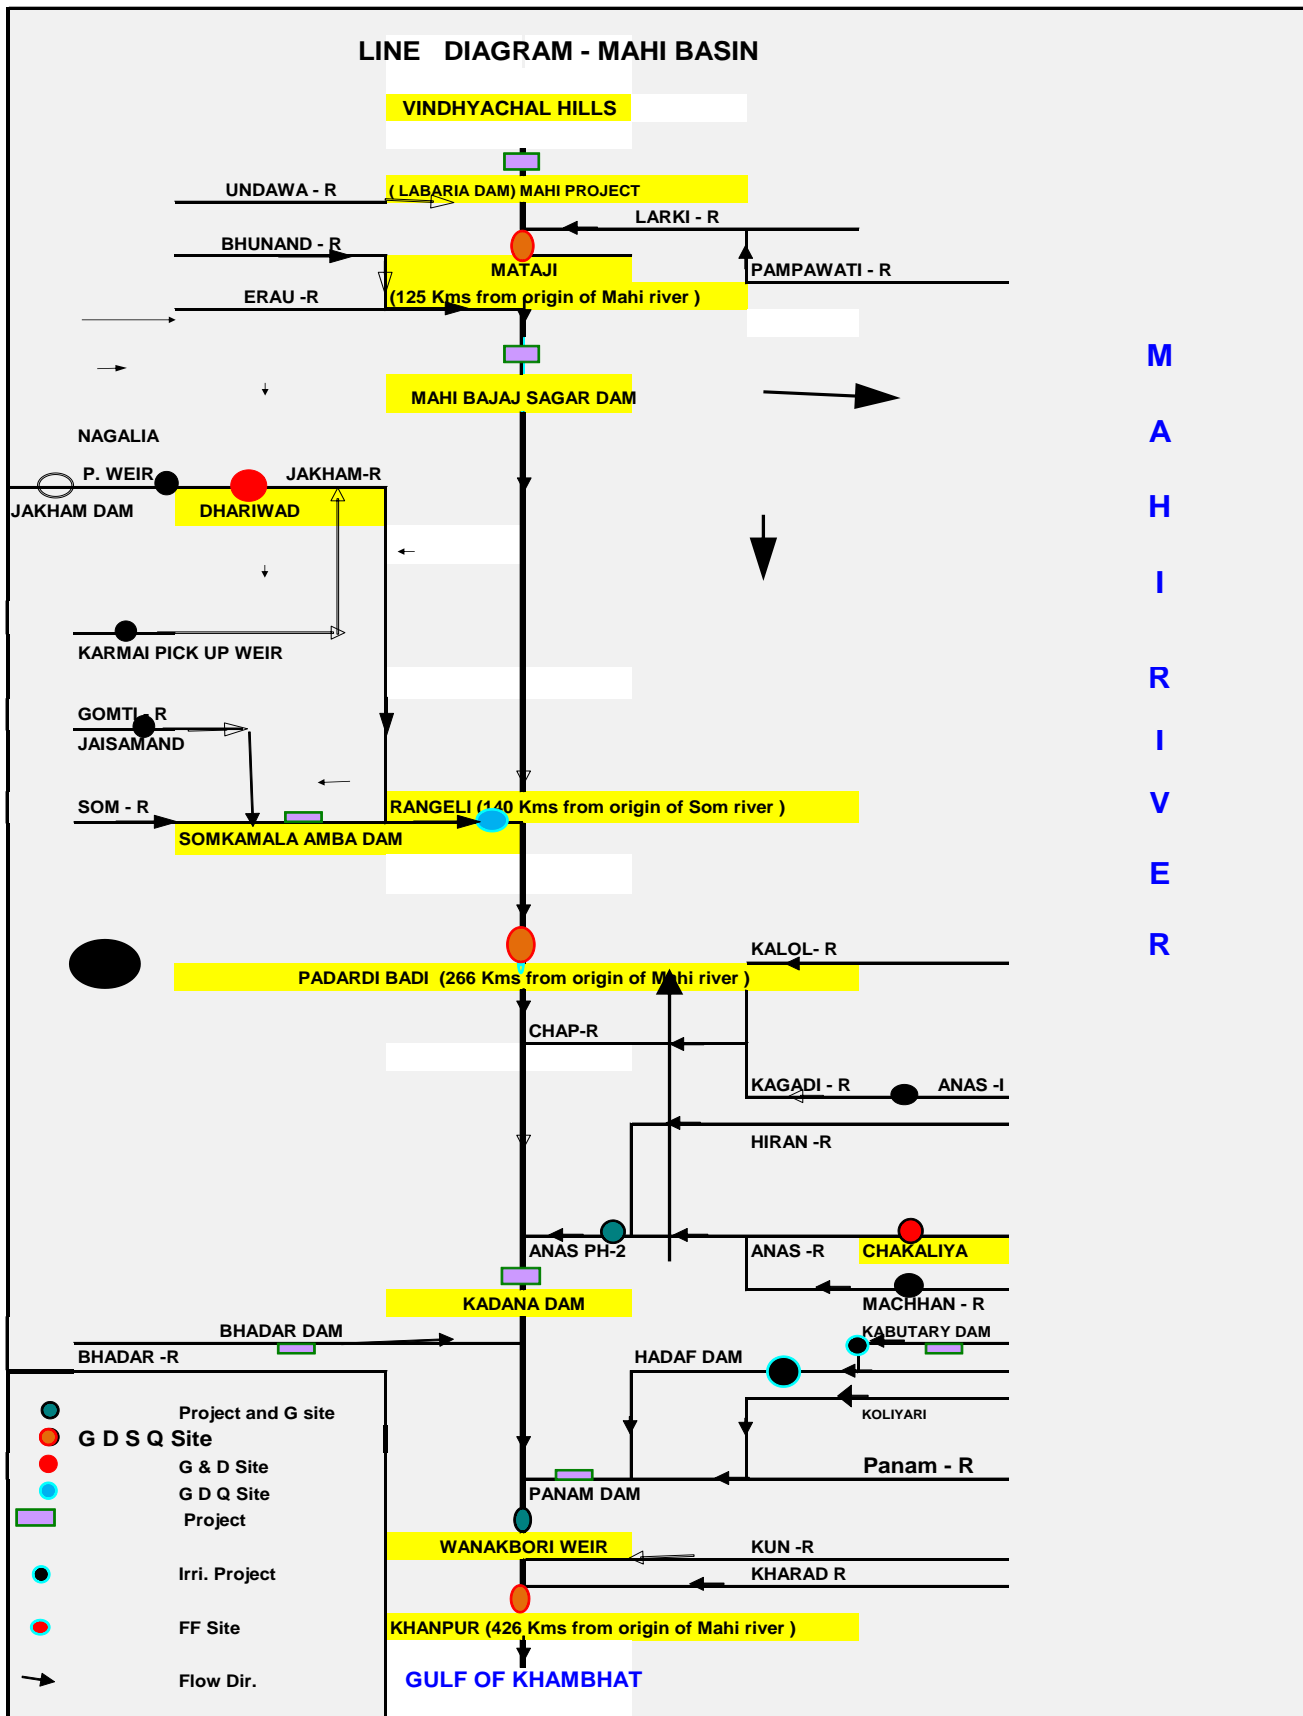 LINE DIAGRAM - MAHI BASIN
VINDHYACHAL HILLS
UNDAWA - R
( LABARIA DAM) MAHI PROJECT
LARKI - R
BHUNAND - R
MATAJI
PAMPAWATI - R
ERAU -R
(125 Kms from origin of Mahi river )
MAHI BAJAJ SAGAR DAM
NAGALIA
P. WEIR
JAKHAM-R
JAKHAM DAM
DHARIWAD
KARMAI PICK UP WEIR
GOMTI - R
JAISAMAND
SOM - R
RANGELI (140 Kms from origin of Som river )
SOMKAMALA AMBA DAM
M
A
H
I
R
I
V
E
R
KALOL- R
PADARDI BADI (266 Kms from origin of Mahi river )
CHAP-R
KAGADI - R
ANAS -I
HIRAN -R
ANAS PH-2
ANAS -R
CHAKALIYA
KADANA DAM
MACHHAN - R
BHADAR DAM
KABUTARY DAM
BHADAR -R
HADAF DAM
KOLIYARI
Panam - R
PANAM DAM
WANAKBORI WEIR
KUN -R
KHARAD R
KHANPUR (426 Kms from origin of Mahi river )
GULF OF KHAMBHAT
Project and G site
G D S Q Site
G & D Site
G D Q Site
Project
Irri. Project
FF Site
Flow Dir.